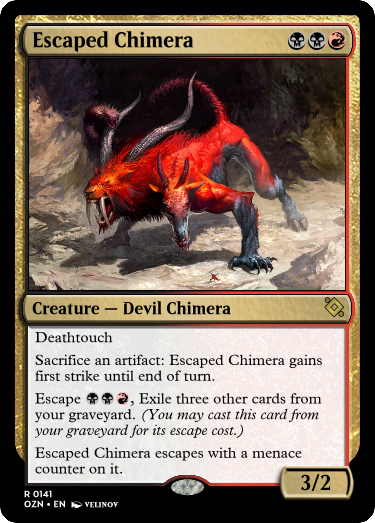 Escaped Chimera
Creature — Devil Chimera
Deathtouch
Sacrifice an artifact: Escaped Chimera gains
first strike until end of turn.
Escape , Exile three other cards from
your graveyard. (You may cast this card from
your graveyard for its escape cost.)
Escaped Chimera escapes with a menace
counter on it.
3/2
R 0141
OZN • EN VELINOV